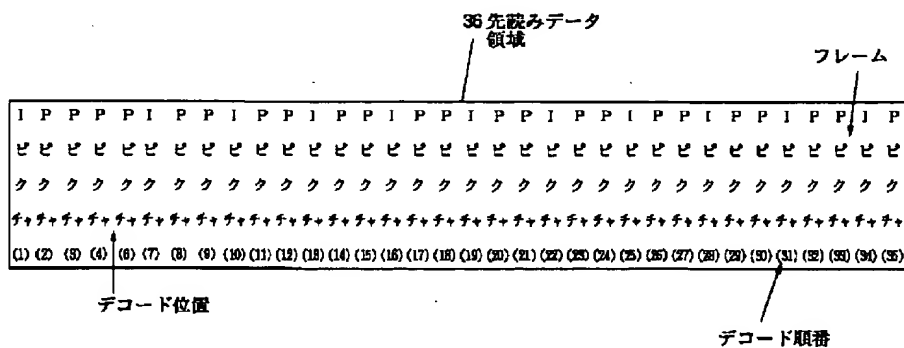 36 先読みデータ
領域
フレーム
I P P P P I P P I P P I P P I P P I P P I P P I P P I P P I P P I P
ピ ピ ピ ピ ピ ピ ピ ピ ピ ピ ピ ピ ピ ピ ピ ピ ピ ピ ピ ピ ピ ピ ピ ピ ピ ピ ピ ピ ピ ピ ピ ピ ピ ピ
ク ク ク ク ク ク ク ク ク ク ク ク ク ク ク ク ク ク ク ク ク ク ク ク ク ク ク ク ク ク ク ク ク ク
チャ チャ チャ チャ チャ チャ チャ チャ チャ チャ チャ チャ チャ チャ チャ チャ チャ チャ チャ チャ チャ チャ チャ チャ チャ チャ チャ チャ チャ チャ チャ チャ チャ チャ
(1) (2) (3) (4) (6) (7) (8) (9) (10) (11) (12) (13) (14) (15) (16) (17) (18) (19) (20) (21) (22) (23) (24) (25) (26) (27) (28) (29) (30) (31) (32) (33) (34) (35)
デコード位置
デコード順番